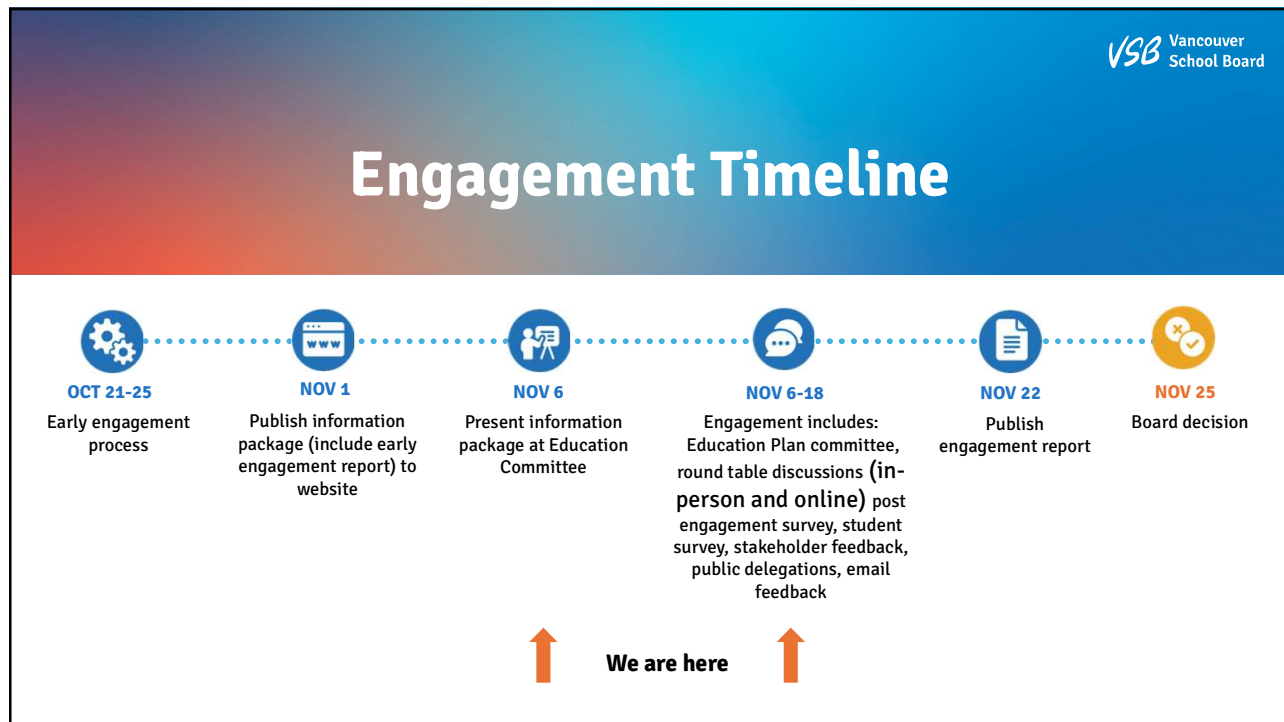 VSB Vancouver
School Board
Engagement Timeline
www
OCT 21-25
Early engagement
process
NOV 1
Publish information
package (include early
engagement report) to
website
NOV 6
Present information
package at Education
Committee
NOV 6-18
Engagement includes:
Education Plan committee,
round table discussions (in-
person and online) post
engagement survey, student
survey, stakeholder feedback,
public delegations, email
feedback
NOV 22
Publish
engagement report
NOV 25
Board decision
We are here